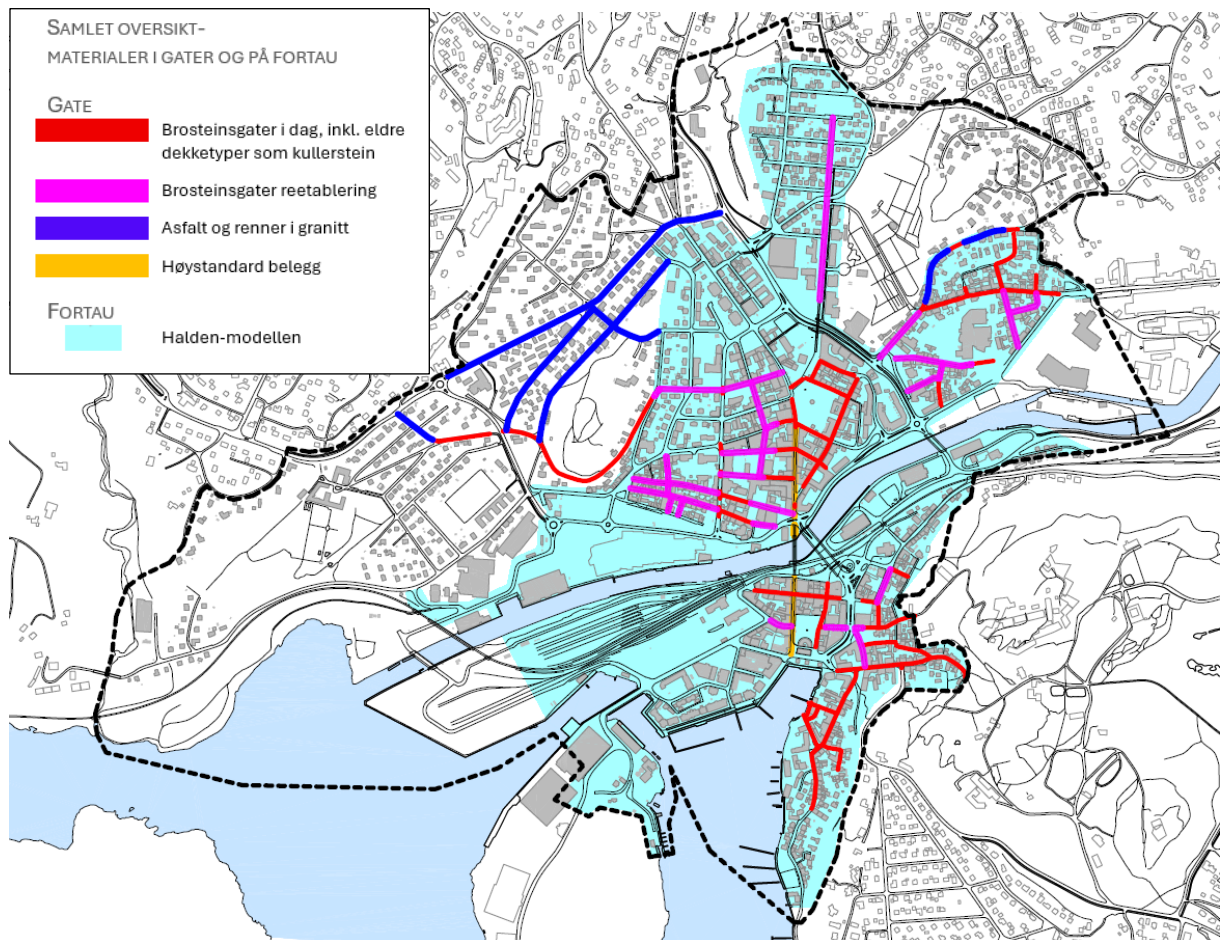 SAMLET OVERSIKT-
MATERIALER I GATER OG PÅ FORTAU
GATE
Brosteinsgater i dag, inkl. eldre
dekketyper som kullerstein
Brosteinsgater reetablering
Asfalt og renner i granitt
Høystandard belegg
FORTAU
Halden-modellen